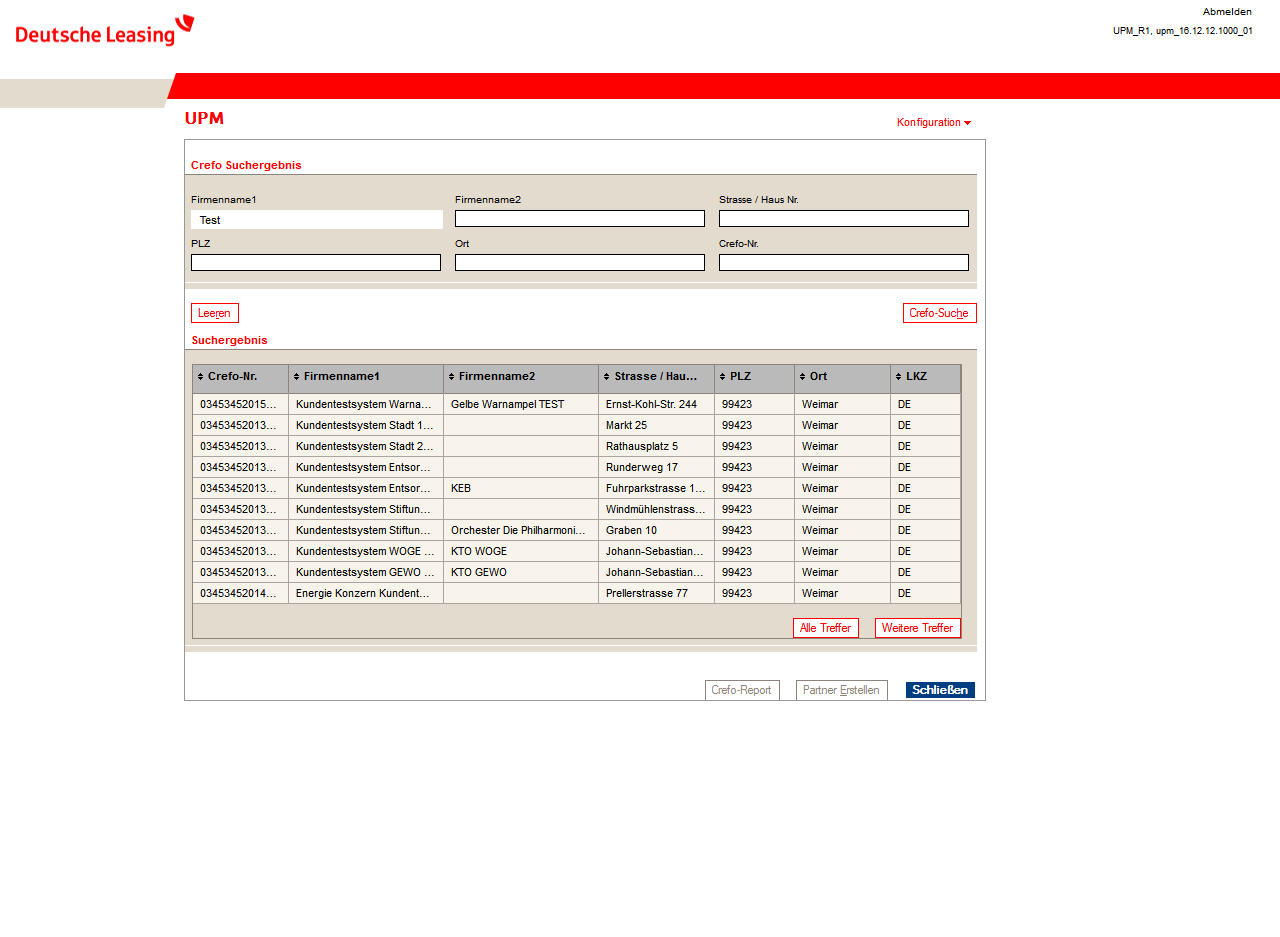 Deutsche Leasing
Abmelden
UPM_R1, upm_16.12.12.1000_01
UPM
Konfiguration
Crefo Suchergebnis
Firmenname1 Firmenname2 Strasse / Haus Nr.
Test
PLZ Ort Crefo-Nr.
Leeren Crefo-Suche
Suchergebnis
Crefo-Nr. Firmenname1 Firmenname2 Strasse / Hau... PLZ Ort LKZ
03453452015... Kundentestsystem Warna... Gelbe Warnampel TEST Ernst-Kohl-Str. 244 99423 Weimar DE
03453452013... Kundentestsystem Stadt 1... Markt 25 99423 Weimar DE
03453452013... Kundentestsystem Stadt 2... Rathausplatz 5 99423 Weimar DE
03453452013... Kundentestsystem Entsor... Runderweg 17 99423 Weimar DE
03453452013... Kundentestsystem Entsor... KEB Fuhrparkstrasse 1... 99423 Weimar DE
03453452013... Kundentestsystem Stiftun... Windmühlenstrass... 99423 Weimar DE
03453452013... Kundentestsystem Stiftun... Orchester Die Philharmoni... Graben 10 99423 Weimar DE
03453452013... Kundentestsystem WOGE ... KTO WOGE Johann-Sebastian... 99423 Weimar DE
03453452013... Kundentestsystem GEWO ... KTO GEWO Johann-Sebastian... 99423 Weimar DE
03453452014... Energie Konzern Kundent... Prellerstrasse 77 99423 Weimar DE
Alle Treffer Weitere Treffer
Crefo-Report Partner Erstellen Schließen